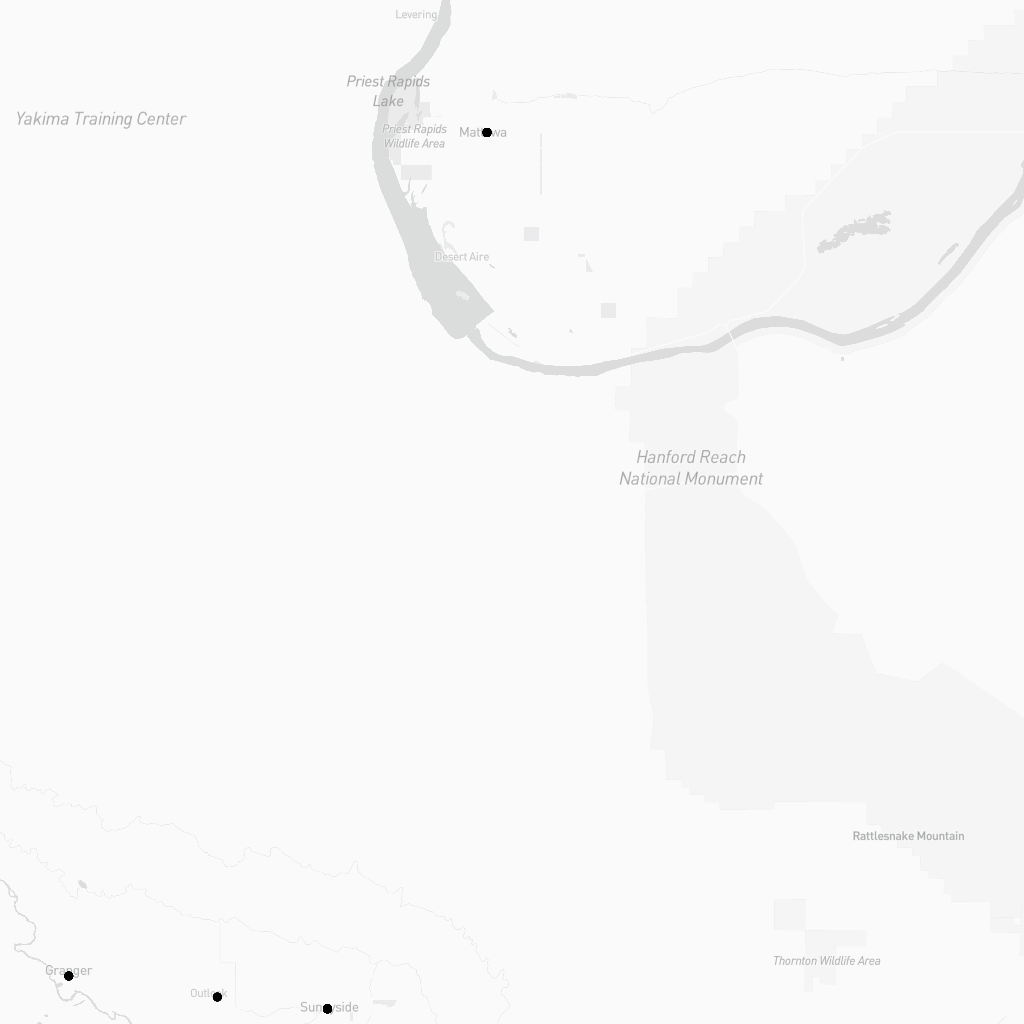 Levering
Priest Rapids
Lake
Yakima Training Center
Priest Rapids
Wildlife Area
Mattawa
Desert Aire
Hanford Reach
National Monument
Rattlesnake Mountain
Thornton Wildlife Area
Granger
Outlook
Sunnyside